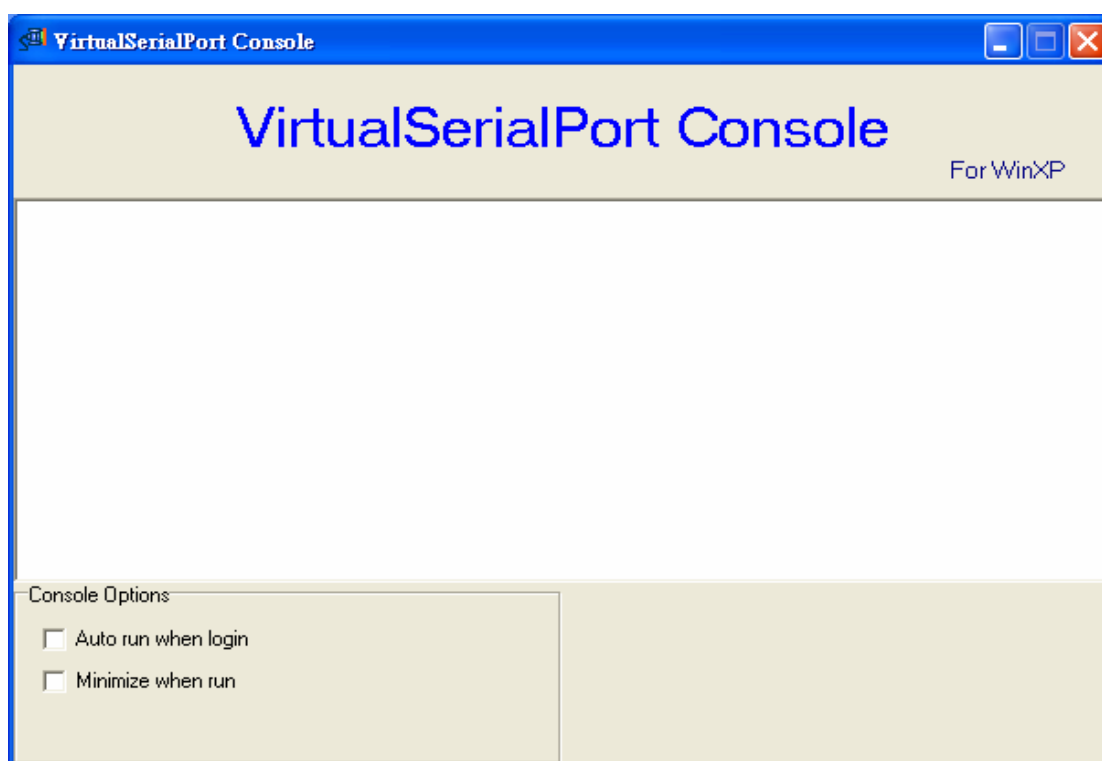 VirtualSerialPort Console
VirtualSerialPort Console
For WinXP
Console Options
Auto run when login
Minimize when run